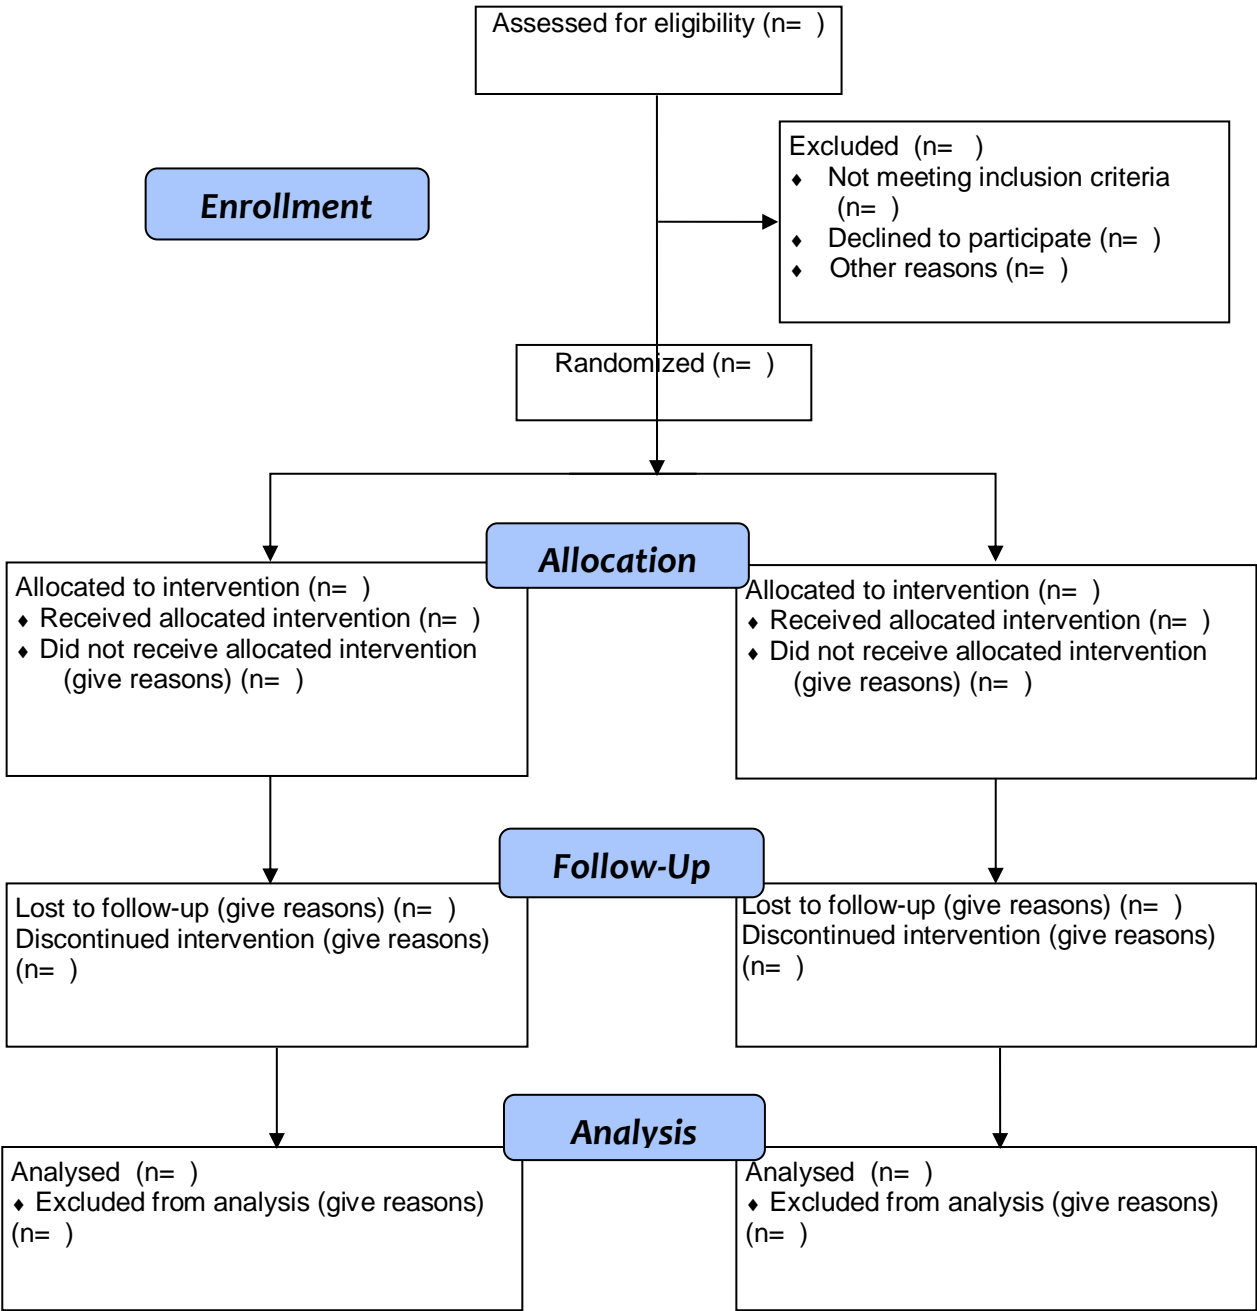 Assessed for eligibility (n=  )
Excluded  (n=   )
♦ Not meeting inclusion criteria
(n=  )
♦ Declined to participate (n=  )
♦ Other reasons (n=  )
Enrollment
Randomized (n=  )
Allocation
Allocated to intervention (n=  )
♦ Received allocated intervention (n=  )
♦ Did not receive allocated intervention
(give reasons) (n=  )
Allocated to intervention (n=  )
♦ Received allocated intervention (n=  )
♦ Did not receive allocated intervention
(give reasons) (n=  )
Follow-Up
Lost to follow-up (give reasons) (n=  )
Discontinued intervention (give reasons)
(n=  )
Lost to follow-up (give reasons) (n=  )
Discontinued intervention (give reasons)
(n=  )
Analysis
Analysed  (n=  )
♦ Excluded from analysis (give reasons)
(n=  )
Analysed  (n=  )
♦ Excluded from analysis (give reasons)
(n=  )